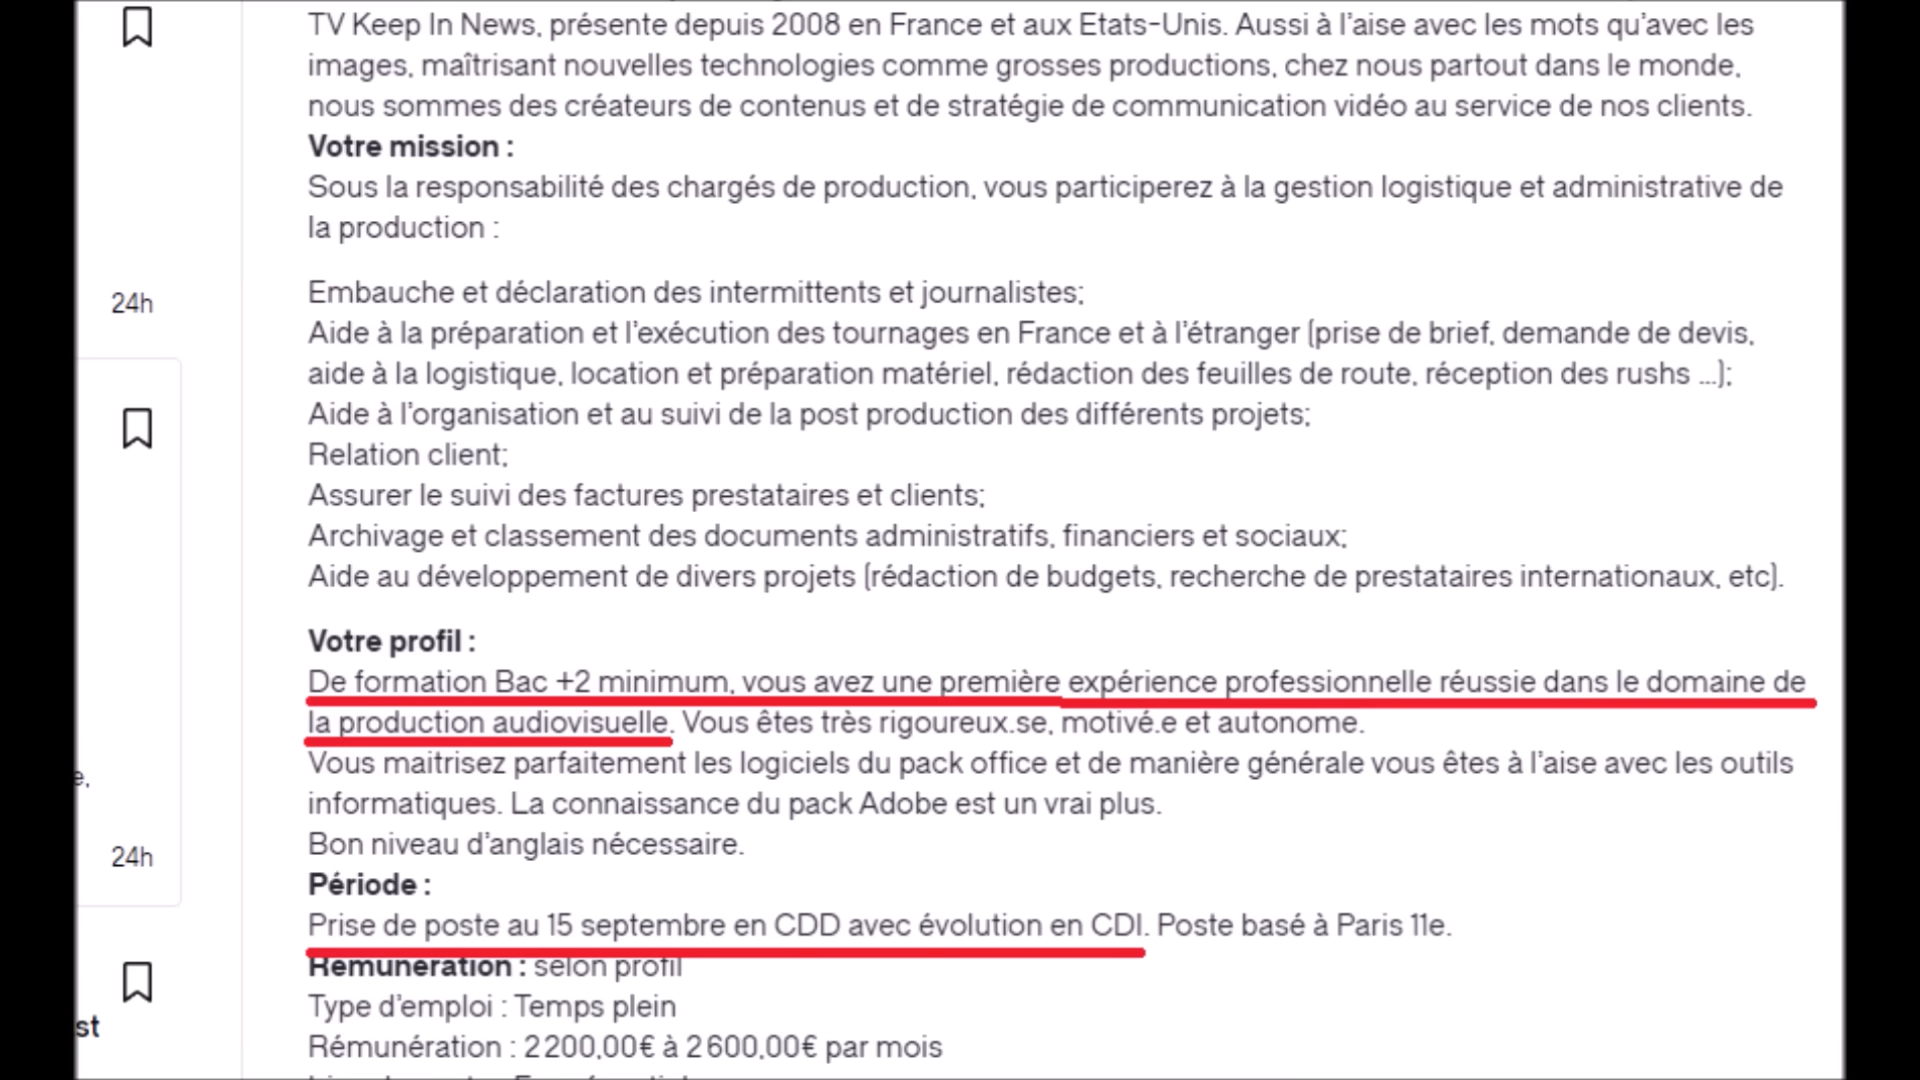 TV Keep In News, présente depuis 2008 en France et aux Etats-Unis. Aussi à l'aise avec les mots qu'avec les
images, maîtrisant nouvelles technologies comme grosses productions, chez nous partout dans le monde,
nous sommes des créateurs de contenus et de stratégie de communication vidéo au service de nos clients.
Votre mission :
Sous la responsabilité des chargés de production, vous participerez à la gestion logistique et administrative de
la production :
24h
Embauche et déclaration des intermittents et journalistes;
Aide à la préparation et l'exécution des tournages en France et à l'étranger (prise de brief, demande de devis,
aide à la logistique, location et préparation matériel, rédaction des feuilles de route, réception des rushs ...);
Aide à l'organisation et au suivi de la post production des différents projets;
Relation client;
Assurer le suivi des factures prestataires et clients;
Archivage et classement des documents administratifs, financiers et sociaux;
Aide au développement de divers projets (rédaction de budgets, recherche de prestataires internationaux, etc).
Votre profil :
De formation Bac +2 minimum, vous avez une première expérience professionnelle réussie dans le domaine de
la production audiovisuelle. Vous êtes très rigoureux.se, motivé.e et autonome.
Vous maitrisez parfaitement les logiciels du pack office et de manière générale vous êtes à l'aise avec les outils
e,
informatiques. La connaissance du pack Adobe est un vrai plus.
Bon niveau d'anglais nécessaire.
24h
Période :
Prise de poste au 15 septembre en CDD avec évolution en CDI. Poste basé à Paris 11e.
Rémunération : selon profil
Type d'emploi : Temps plein
st
Rémunération : 2 200,00€ à 2 600,00€ par mois